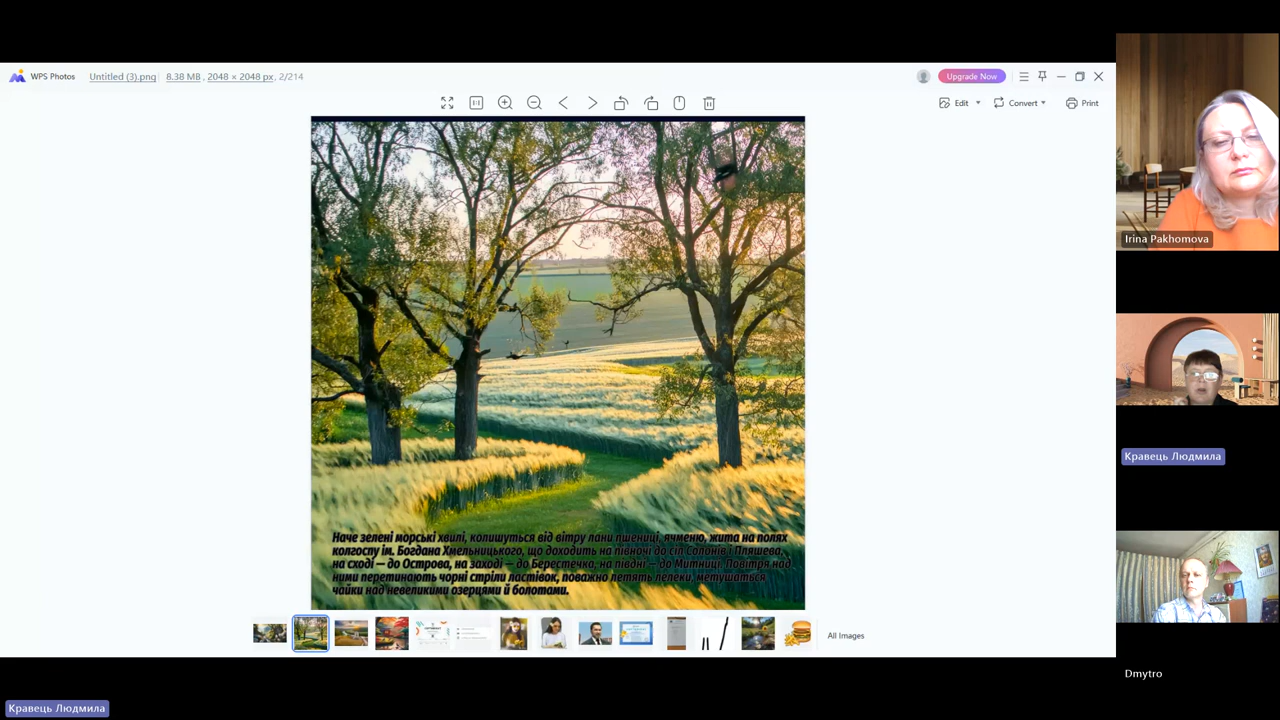 WPS Photos Untitled (3).png 8.38 MB, 2048 × 2048 px, 2/214
Upgrade Now
Edit Convert Print
Наче зелені морські хвилі, колишуться від вітру лани пшениці, ячменю, жита на полях
колгоспу ім. Богдана Хмельницького, що доходить на півночі до сіл Солонів і Пляшева,
на сході — до Острова, на заході — до Берестечка, на півдні — до Митниці. Повітря над
ними перетинають чорні стріли ластівок, поважно летять лелеки, метушаться
чайки над невеликими озерцями й болотами.
All Images
Irina Pakhomova
Кравець Людмила
Dmytro
Кравець Людмила